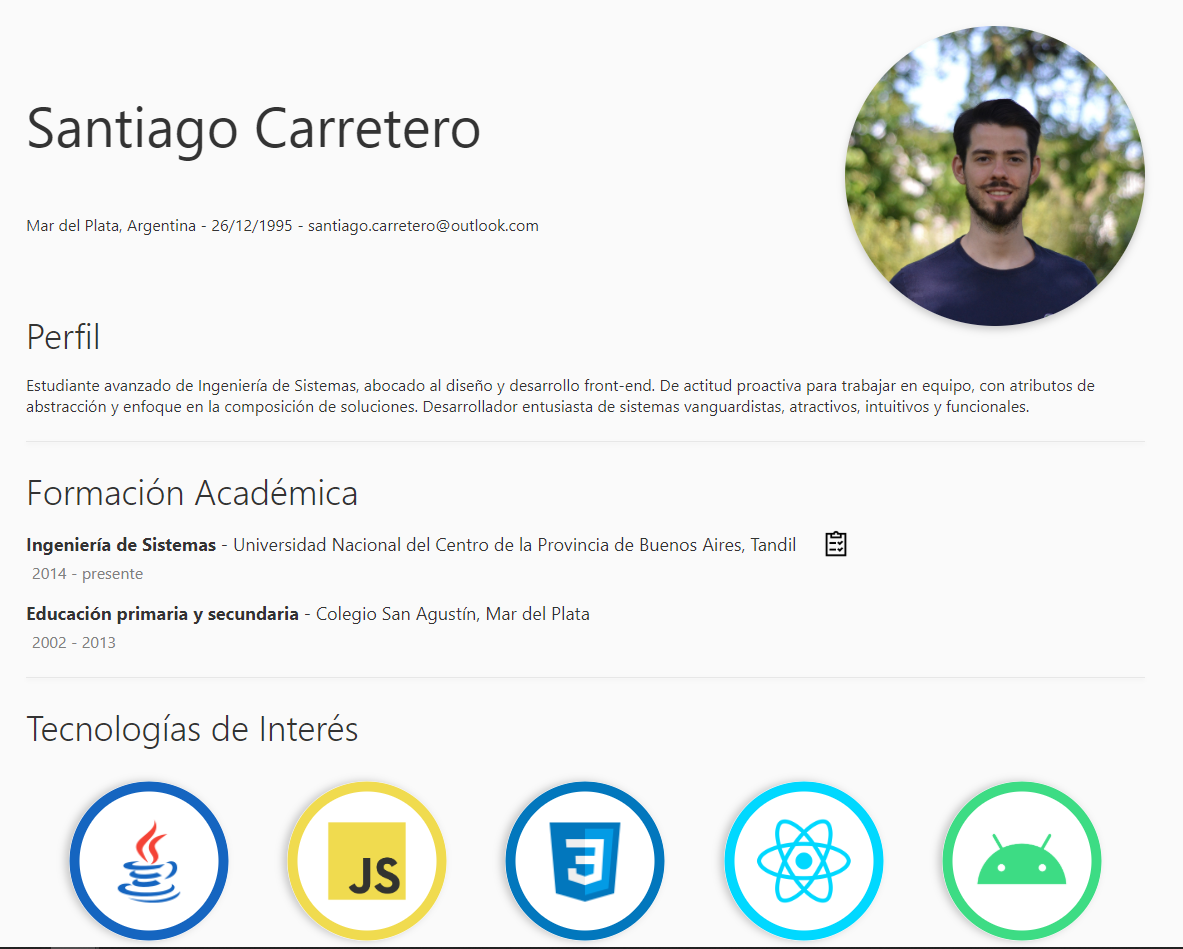 Santiago Carretero
Mar del Plata, Argentina - 26/12/1995 - santiago.carretero@outlook.com
Perfil
Estudiante avanzado de Ingeniería de Sistemas, abocado al diseño y desarrollo front-end. De actitud proactiva para trabajar en equipo, con atributos de
abstracción y enfoque en la composición de soluciones. Desarrollador entusiasta de sistemas vanguardistas, atractivos, intuitivos y funcionales.
Formación Académica
Ingeniería de Sistemas - Universidad Nacional del Centro de la Provincia de Buenos Aires, Tandil
2014 - presente
Educación primaria y secundaria - Colegio San Agustín, Mar del Plata
2002 - 2013
Tecnologías de Interés
JS
3